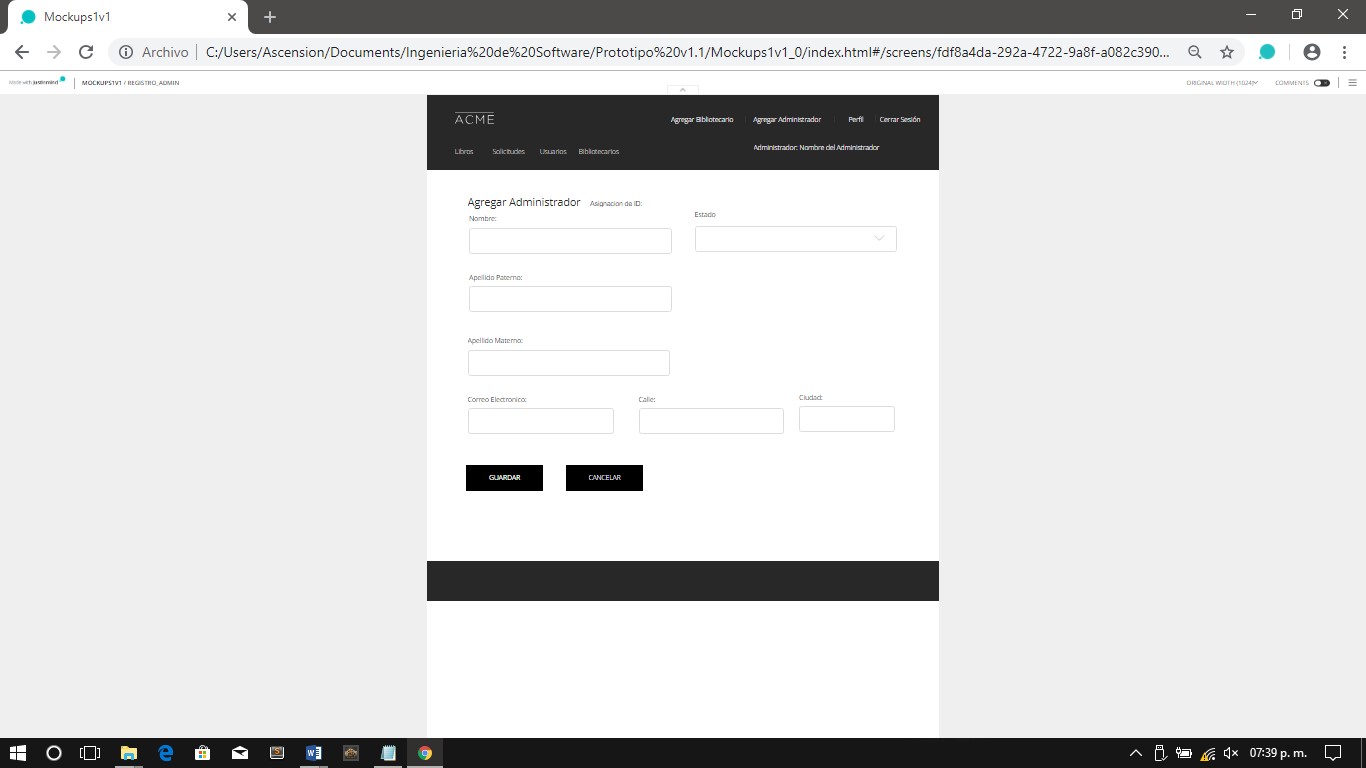 Mockups1v1
Archivo
C:/Users/Ascension/Documents/Ingenieria%20de%20Software/Prototipo%20v1.1/Mockups1v1_0/index.html#/screens/fdf8a4da-292a-4722-9a8f-a082c390...
Made with justinmind
MOCKUPS1V1 / REGISTRO_ADMIN
ORIGINAL WIDTH (1024)
COMMENTS
ACME
Agregar Bibliotecario
Agregar Administrador
Perfil
Cerrar Sesión
Libros
Solicitudes
Usuarios
Bibliotecarios
Administrador: Nombre del Administrador
Agregar Administrador
Asignacion de ID:
Nombre:
Estado
Apellido Paterno:
Apellido Materno:
Correo Electronico:
Calle:
Ciudad:
GUARDAR
CANCELAR
07:39 p. m.